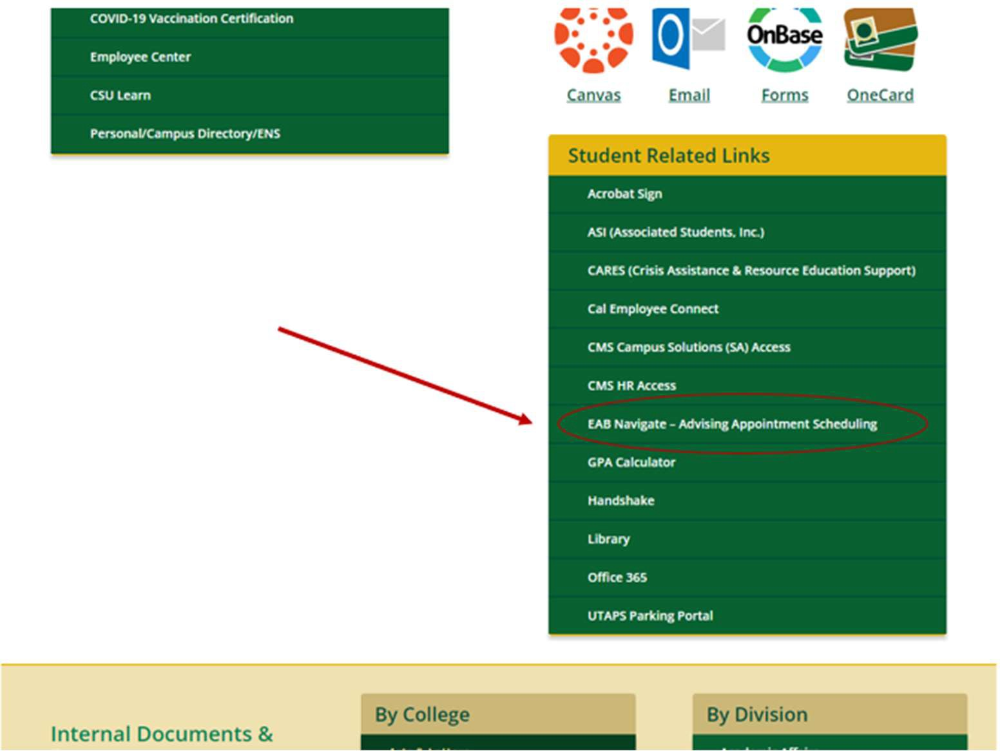 COVID-19 Vaccination Certification
Employee Center
CSU Learn
Personal/Campus Directory/ENS
OnBase
Canvas
Email
Forms
OneCard
Student Related Links
Acrobat Sign
ASI (Associated Students, Inc.)
CARES (Crisis Assistance & Resource Education Support)
Cal Employee Connect
CMS Campus Solutions (SA) Access
CMS HR Access
EAB Navigate – Advising Appointment Scheduling
GPA Calculator
Handshake
Library
Office 365
UTAPS Parking Portal
Internal Documents &
By College
By Division